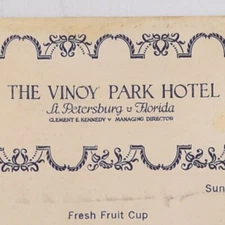 THE VINOY PARK HOTEL
St. Petersburg ꭒ Florida
CLEMENT E. KENNEDY ꭒ MANAGING DIRECTOR
Sun
Fresh Fruit Cup